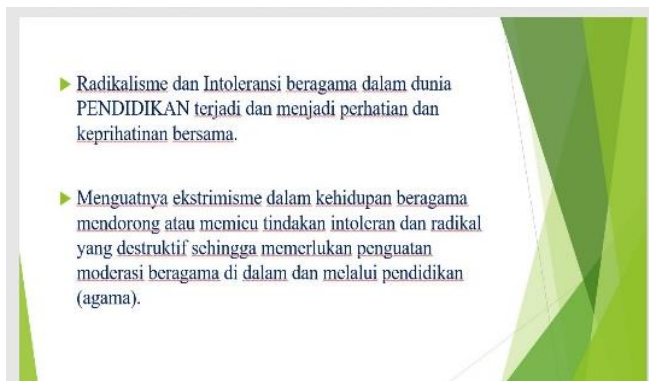 Radikalisme dan Intoleransi beragama dalam dunia
PENDIDIKAN terjadi dan menjadi perhatian dan
keprihatinan bersama.
Menguatnya ekstrimisme dalam kehidupan beragama
mendorong atau memicu tindakan intoleran dan radikal
yang destruktif sehingga memerlukan penguatan
moderasi beragama di dalam dan melalui pendidikan
(agama).